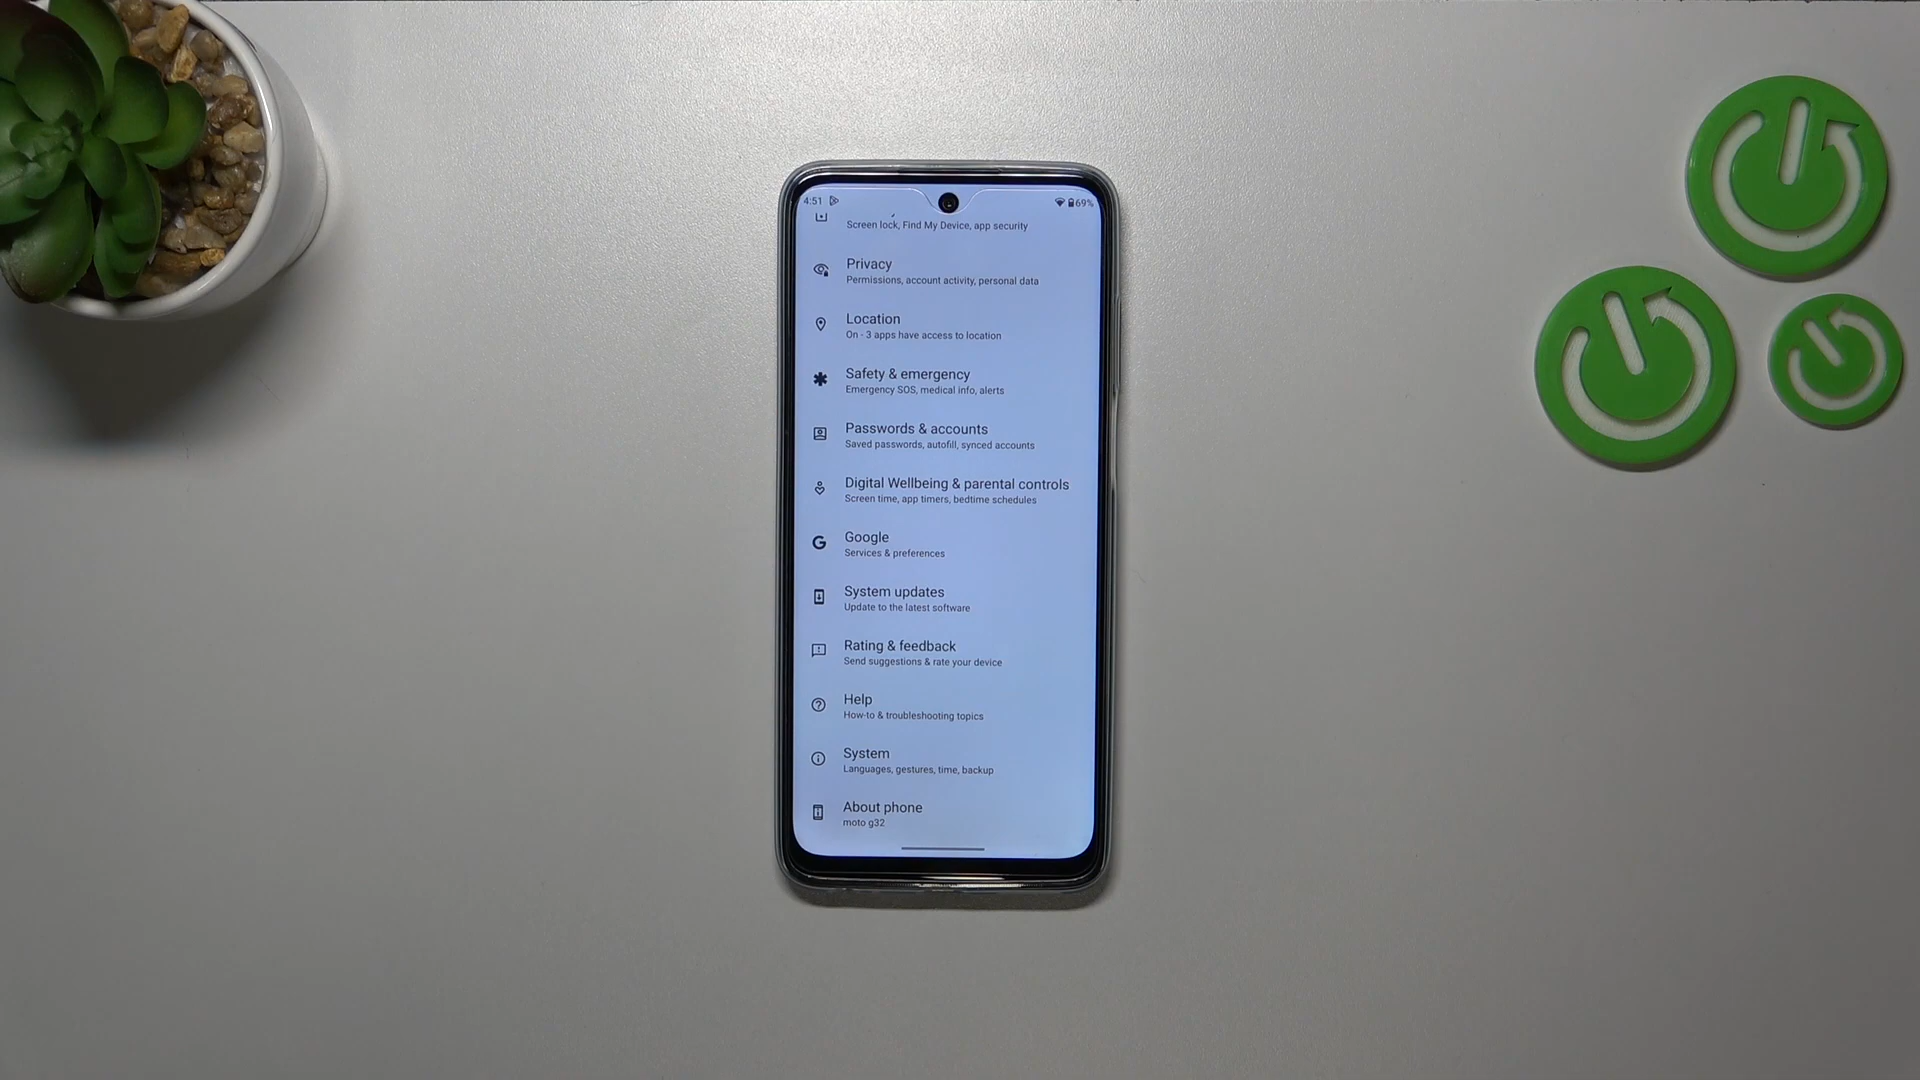 4:51 69%
Screen lock, Find My Device, app security
Privacy
Permissions, account activity, personal data
Location
On · 3 apps have access to location
Safety & emergency
Emergency SOS, medical info, alerts
Passwords & accounts
Saved passwords, autofill, synced accounts
Digital Wellbeing & parental controls
Screen time, app timers, bedtime schedules
Google
Services & preferences
System updates
Update to the latest software
Rating & feedback
Send suggestions & rate your device
Help
How-to & troubleshooting topics
System
Languages, gestures, time, backup
About phone
moto g32